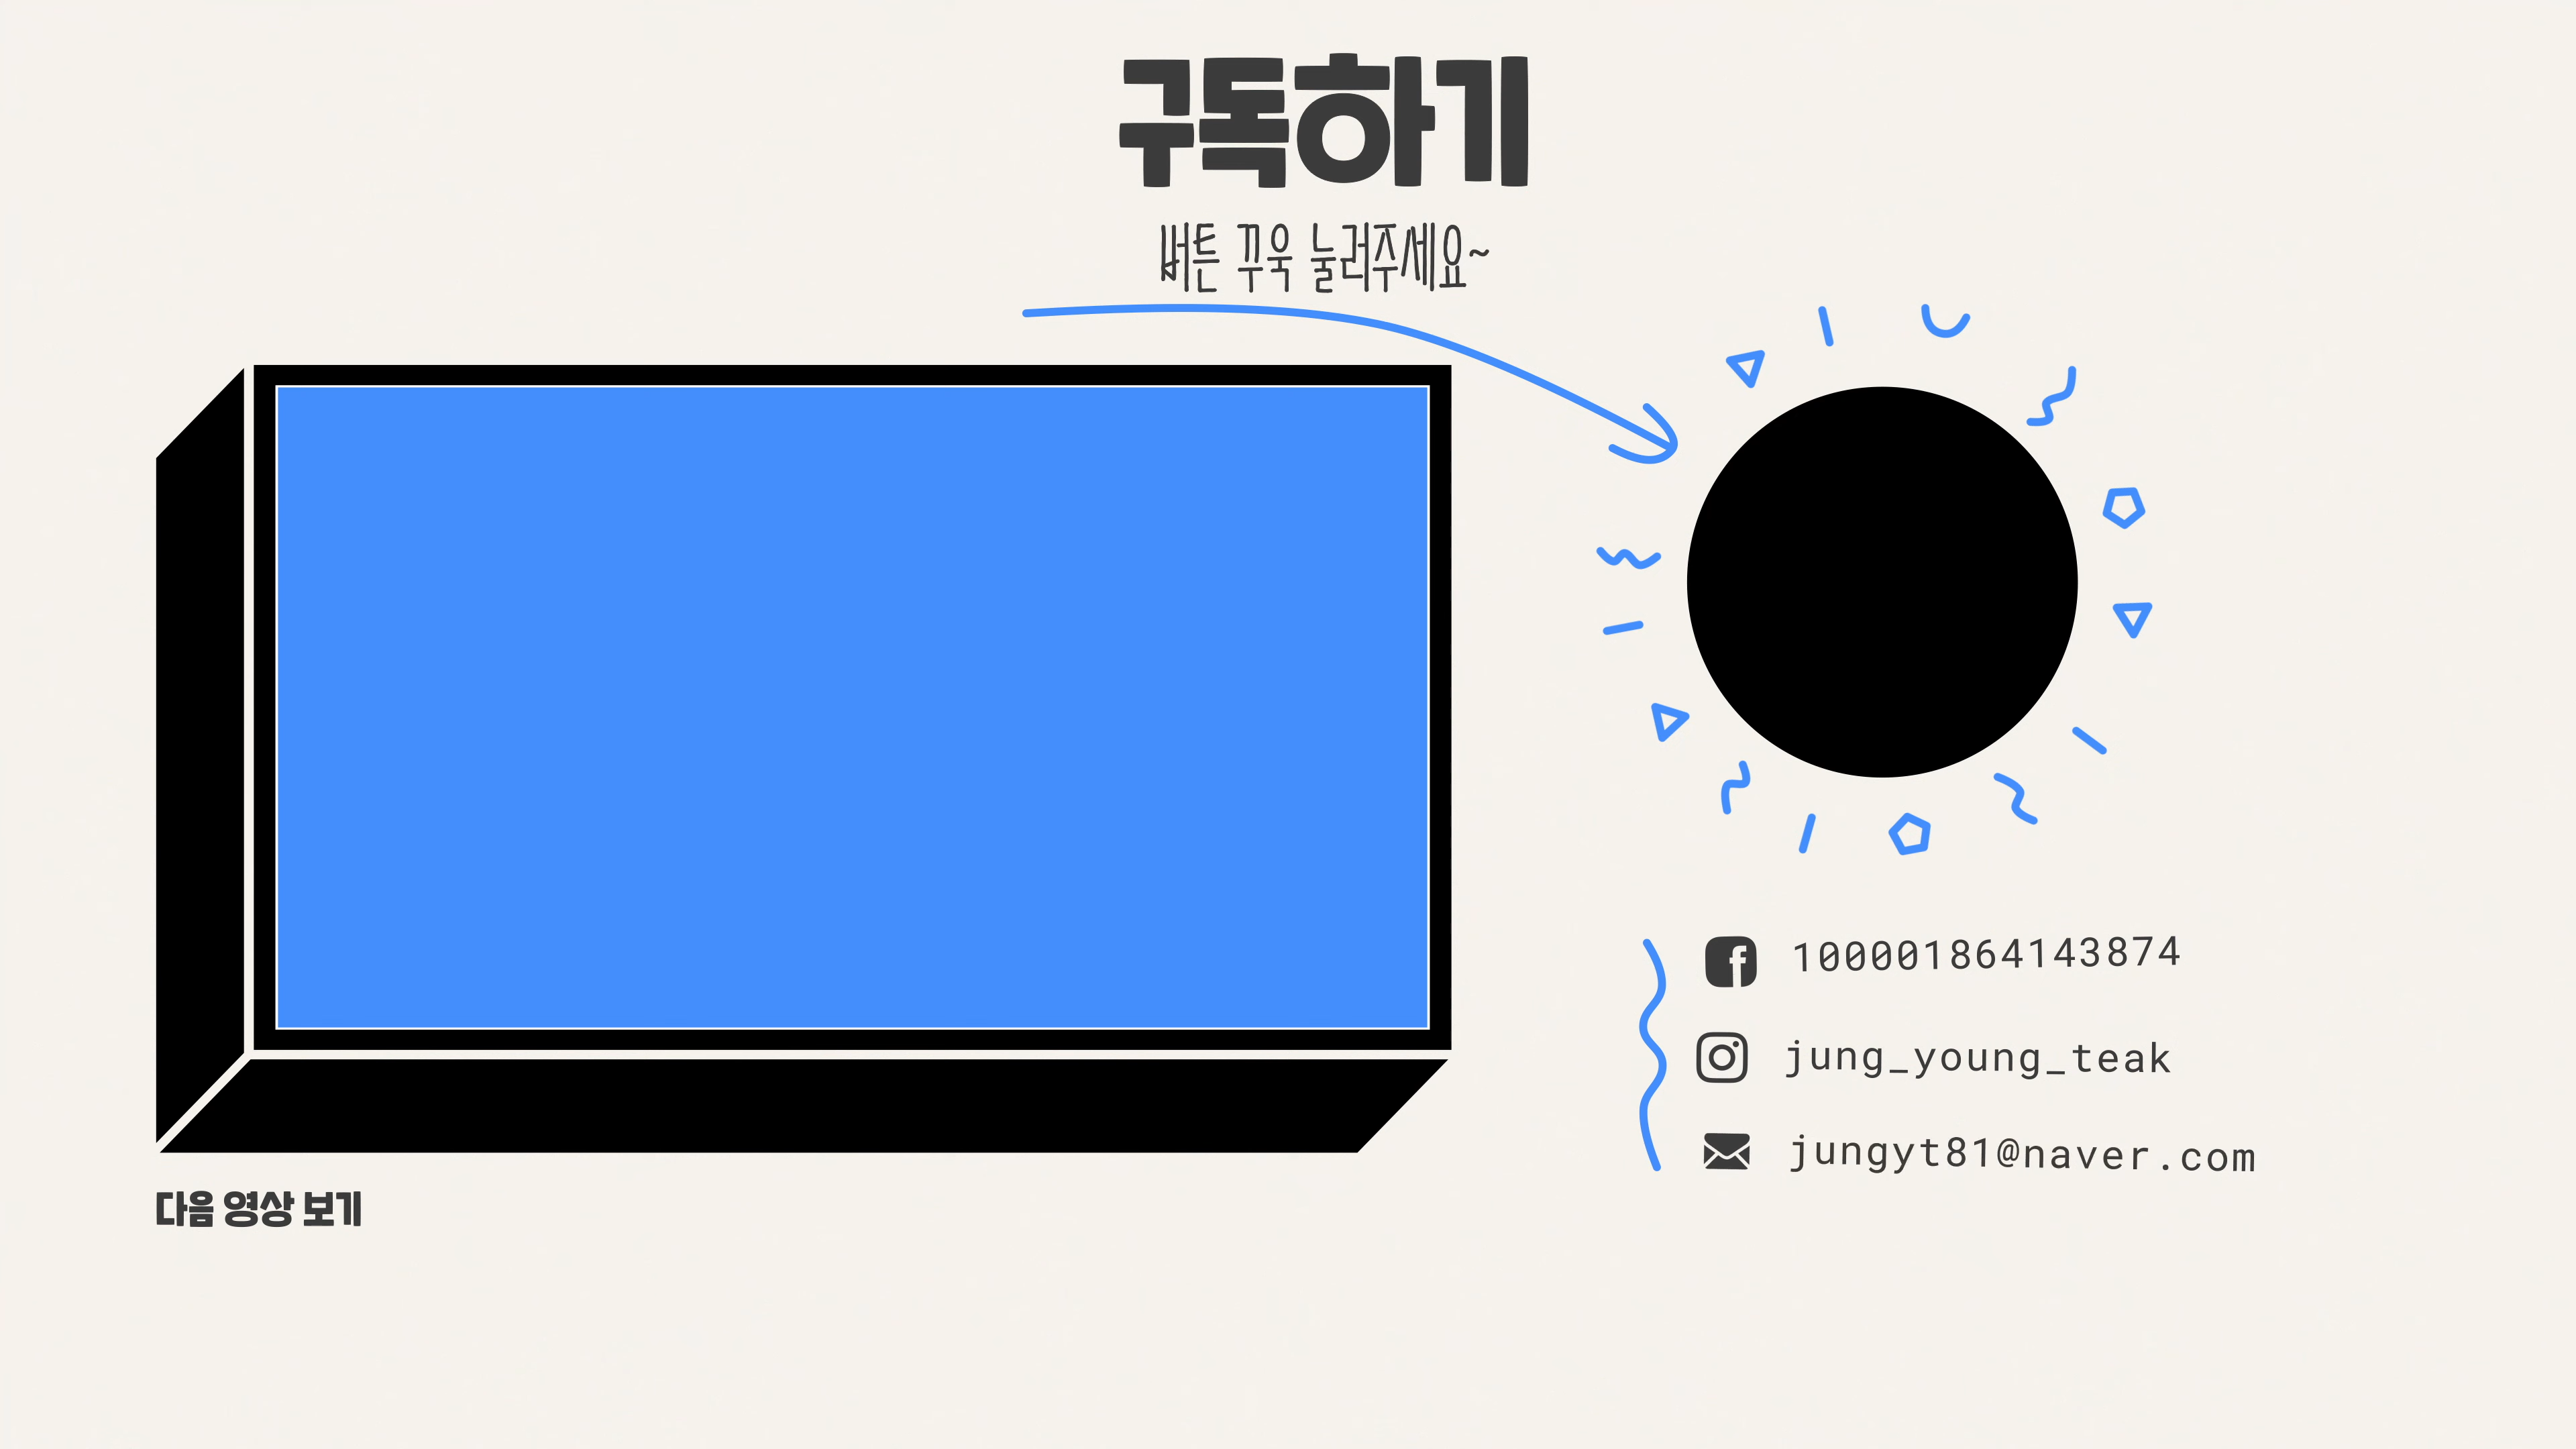 구독하기
버튼 꾸욱 눌러주세요~
100001864143874
jung_young_teak
jungyt81@naver.com
다음 영상 보기